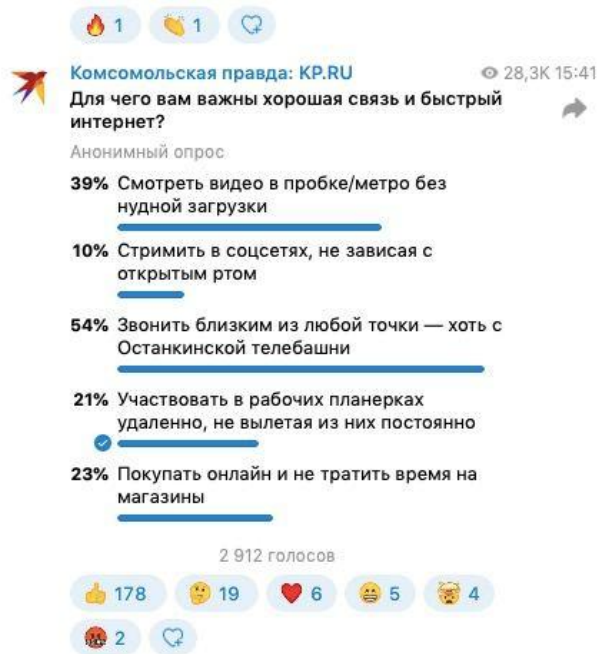 1 1
Комсомольская правда: KP.RU 28,3K 15:41
Для чего вам важны хорошая связь и быстрый
интернет?
Анонимный опрос
39% Смотреть видео в пробке/метро без
нудной загрузки
10% Стримить в соцсетях, не зависая с
открытым ртом
54% Звонить близким из любой точки — хоть с
Останкинской телебашни
21% Участвовать в рабочих планерках
удаленно, не вылетая из них постоянно
23% Покупать онлайн и не тратить время на
магазины
2 912 голосов
178 19 6 5 4
2